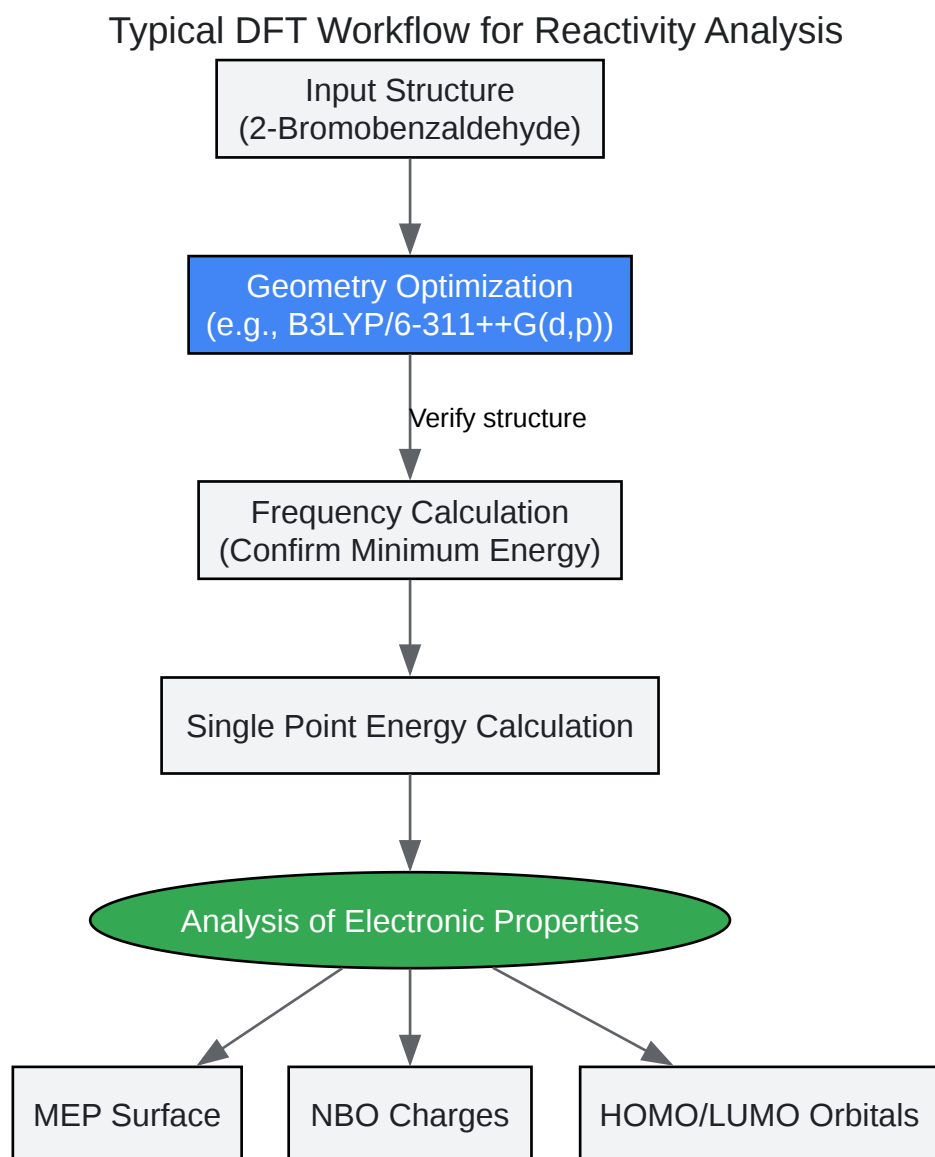 Typical DFT Workflow for Reactivity Analysis
Input Structure
(2-Bromobenzaldehyde)
Geometry Optimization
(e.g., B3LYP/6-311++G(d,p))
Verify structure
Frequency Calculation
(Confirm Minimum Energy)
Single Point Energy Calculation
Analysis of Electronic Properties
MEP Surface
NBO Charges
HOMO/LUMO Orbitals